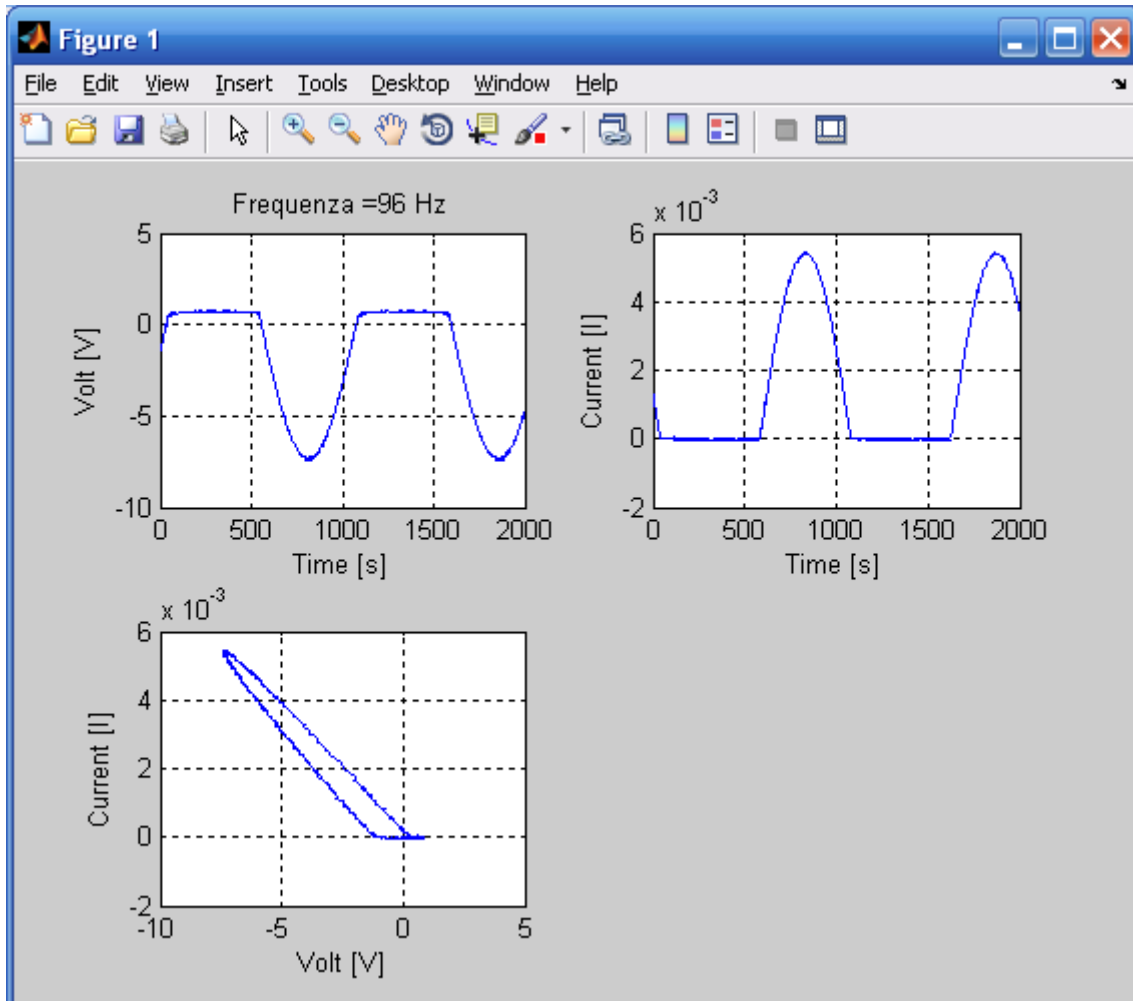 Figure 1
File Edit View Insert Tools Desktop Window Help
Frequenza =96 Hz
5
0
-5
-10
Volt [V]
0 500 1000 1500 2000
Time [s]
x 10^-3
6
4
2
0
-2
Current [I]
0 500 1000 1500 2000
Time [s]
x 10^-3
6
4
2
0
-2
Current [I]
-10 -5 0 5
Volt [V]